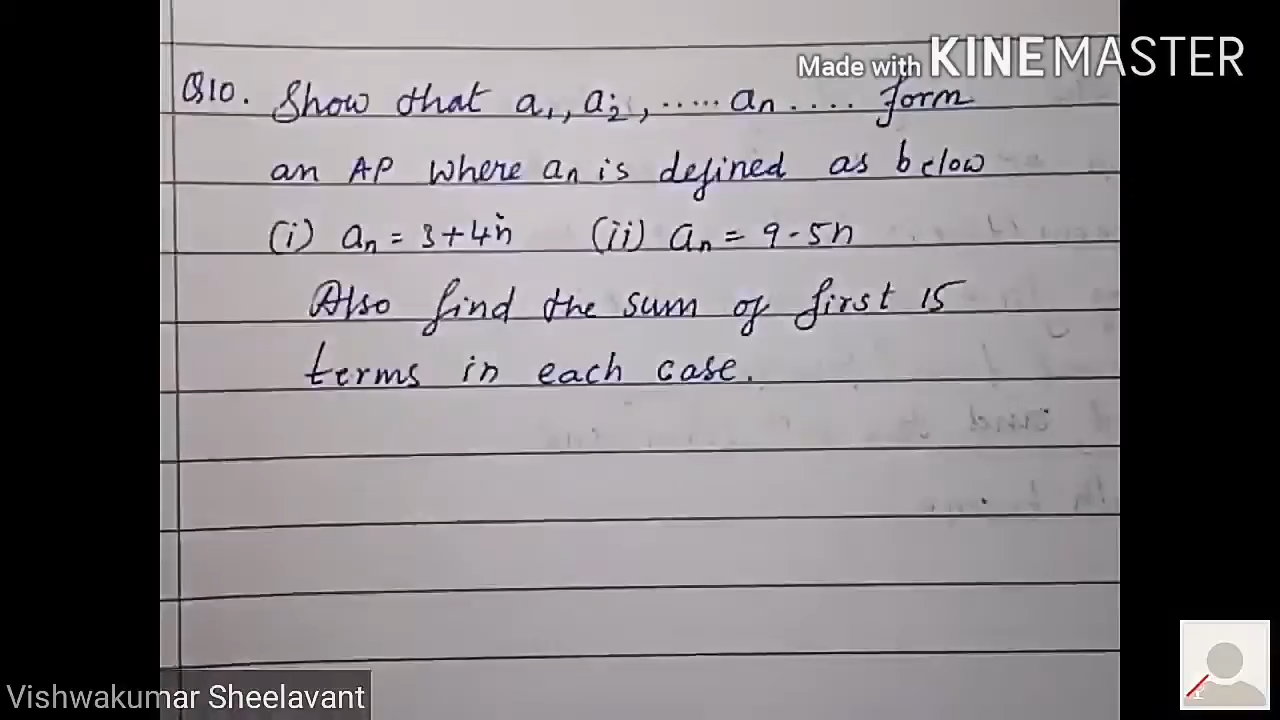 Made with KINEMASTER
Q10. Show that a₁, a₂, ..... aₙ .... form
an AP where aₙ is defined as below
(i) aₙ = 3+4n (ii) aₙ = 9-5n
Also find the sum of first 15
terms in each case.
Vishwakumar Sheelavant